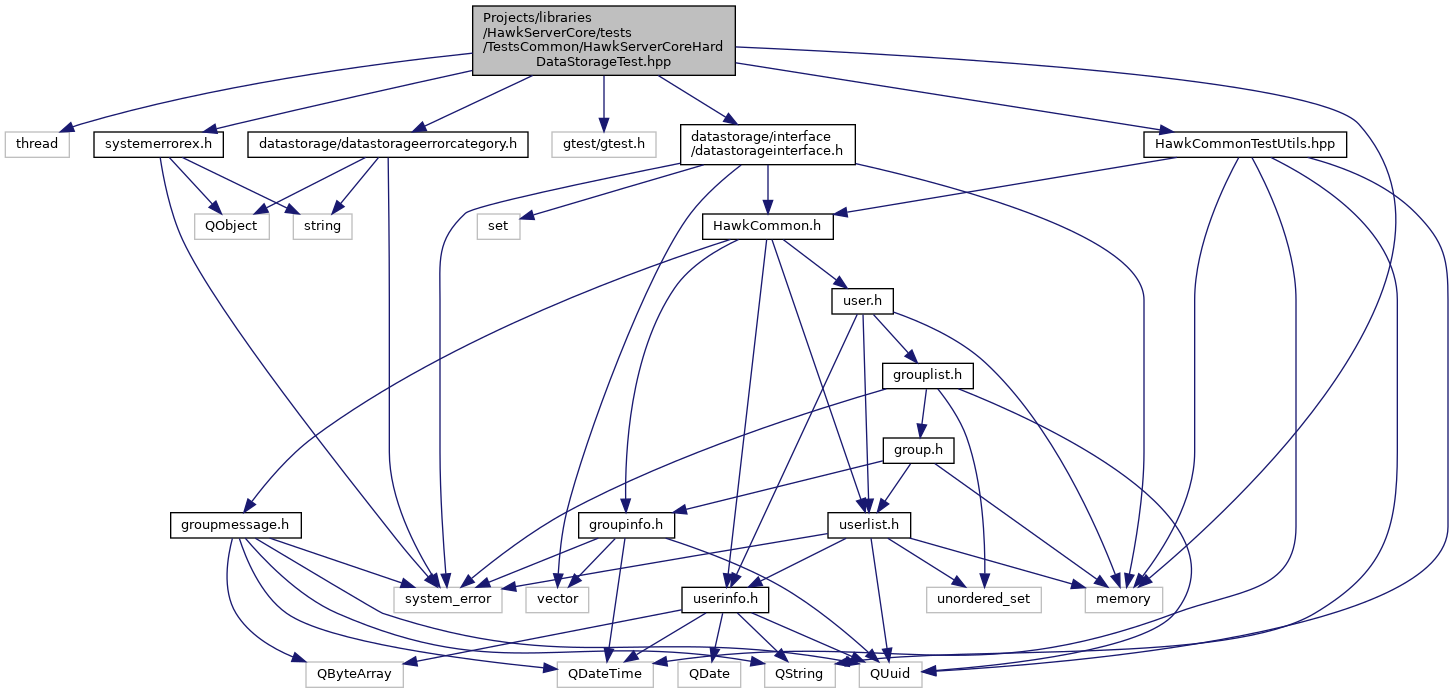 Projects/libraries
/HawkServerCore/tests
/TestsCommon/HawkServerCoreHard
DataStorageTest.hpp
thread
systemerrorex.h
datastorage/datastorageerrorcategory.h
gtest/gtest.h
datastorage/interface
/datastorageinterface.h
HawkCommonTestUtils.hpp
QObject
string
set
HawkCommon.h
user.h
grouplist.h
group.h
groupmessage.h
groupinfo.h
userlist.h
system_error
vector
userinfo.h
unordered_set
memory
QByteArray
QDateTime
QDate
QString
QUuid